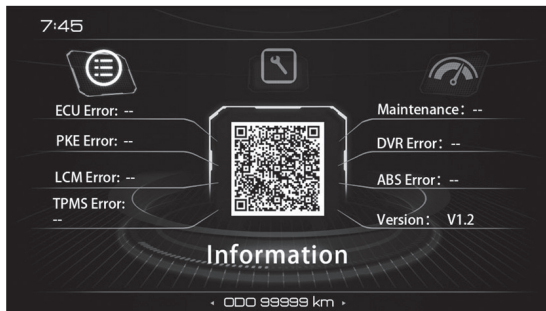 7:45
ECU Error: --
Maintenance: --
PKE Error: --
DVR Error: --
LCM Error: --
ABS Error: --
TPMS Error:
--
Version: V1.2
Information
ODO 99999 km